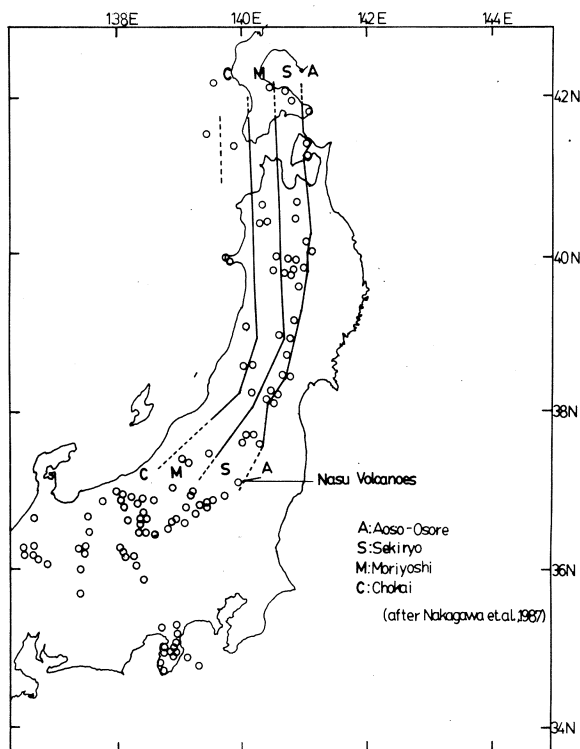 138E 140E 142E 144E
C M S A
42N
40N
38N
C M S A
Nasu Volcanoes
A:Aoso-Osore
S:Sekiryo
M:Moriyoshi
C:Chokai
36N
(after Nakagawa et.al.,1987)
34N